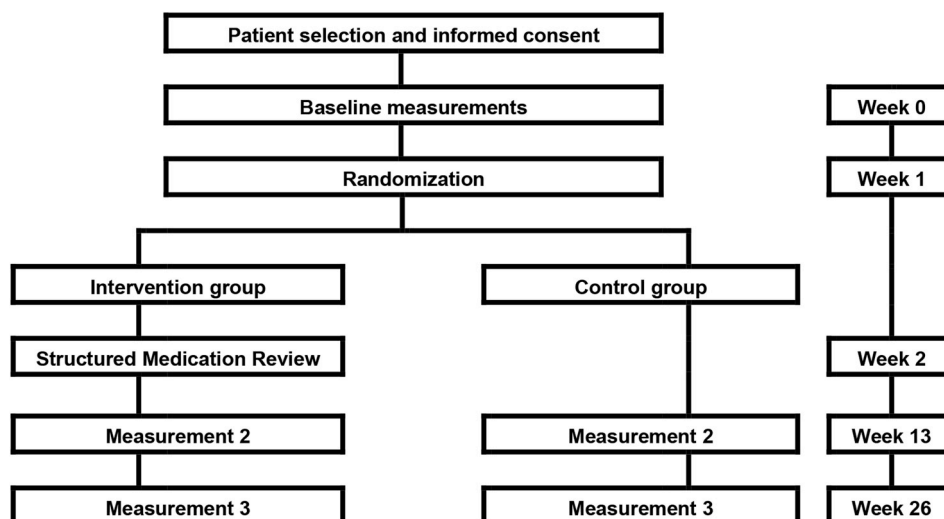 Patient selection and informed consent
Baseline measurements
Week 0
Randomization
Week 1
Intervention group
Control group
Structured Medication Review
Week 2
Measurement 2
Measurement 2
Week 13
Measurement 3
Measurement 3
Week 26